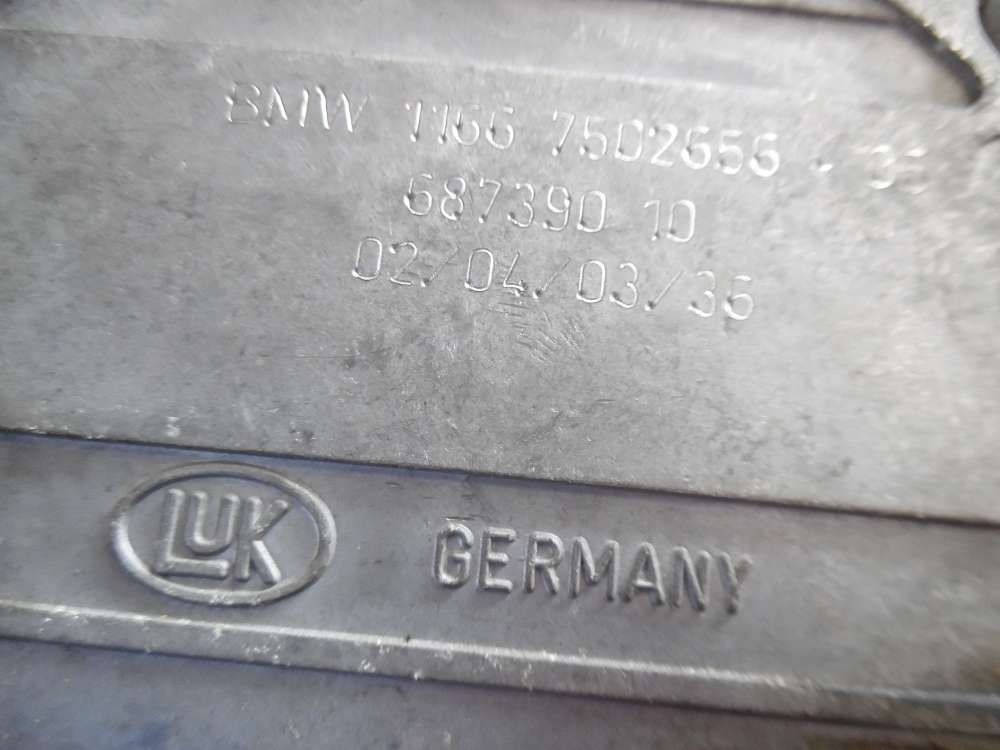 BMW 1166 7502656 -
687390 10
02/04/03/36
LUK GERMANY